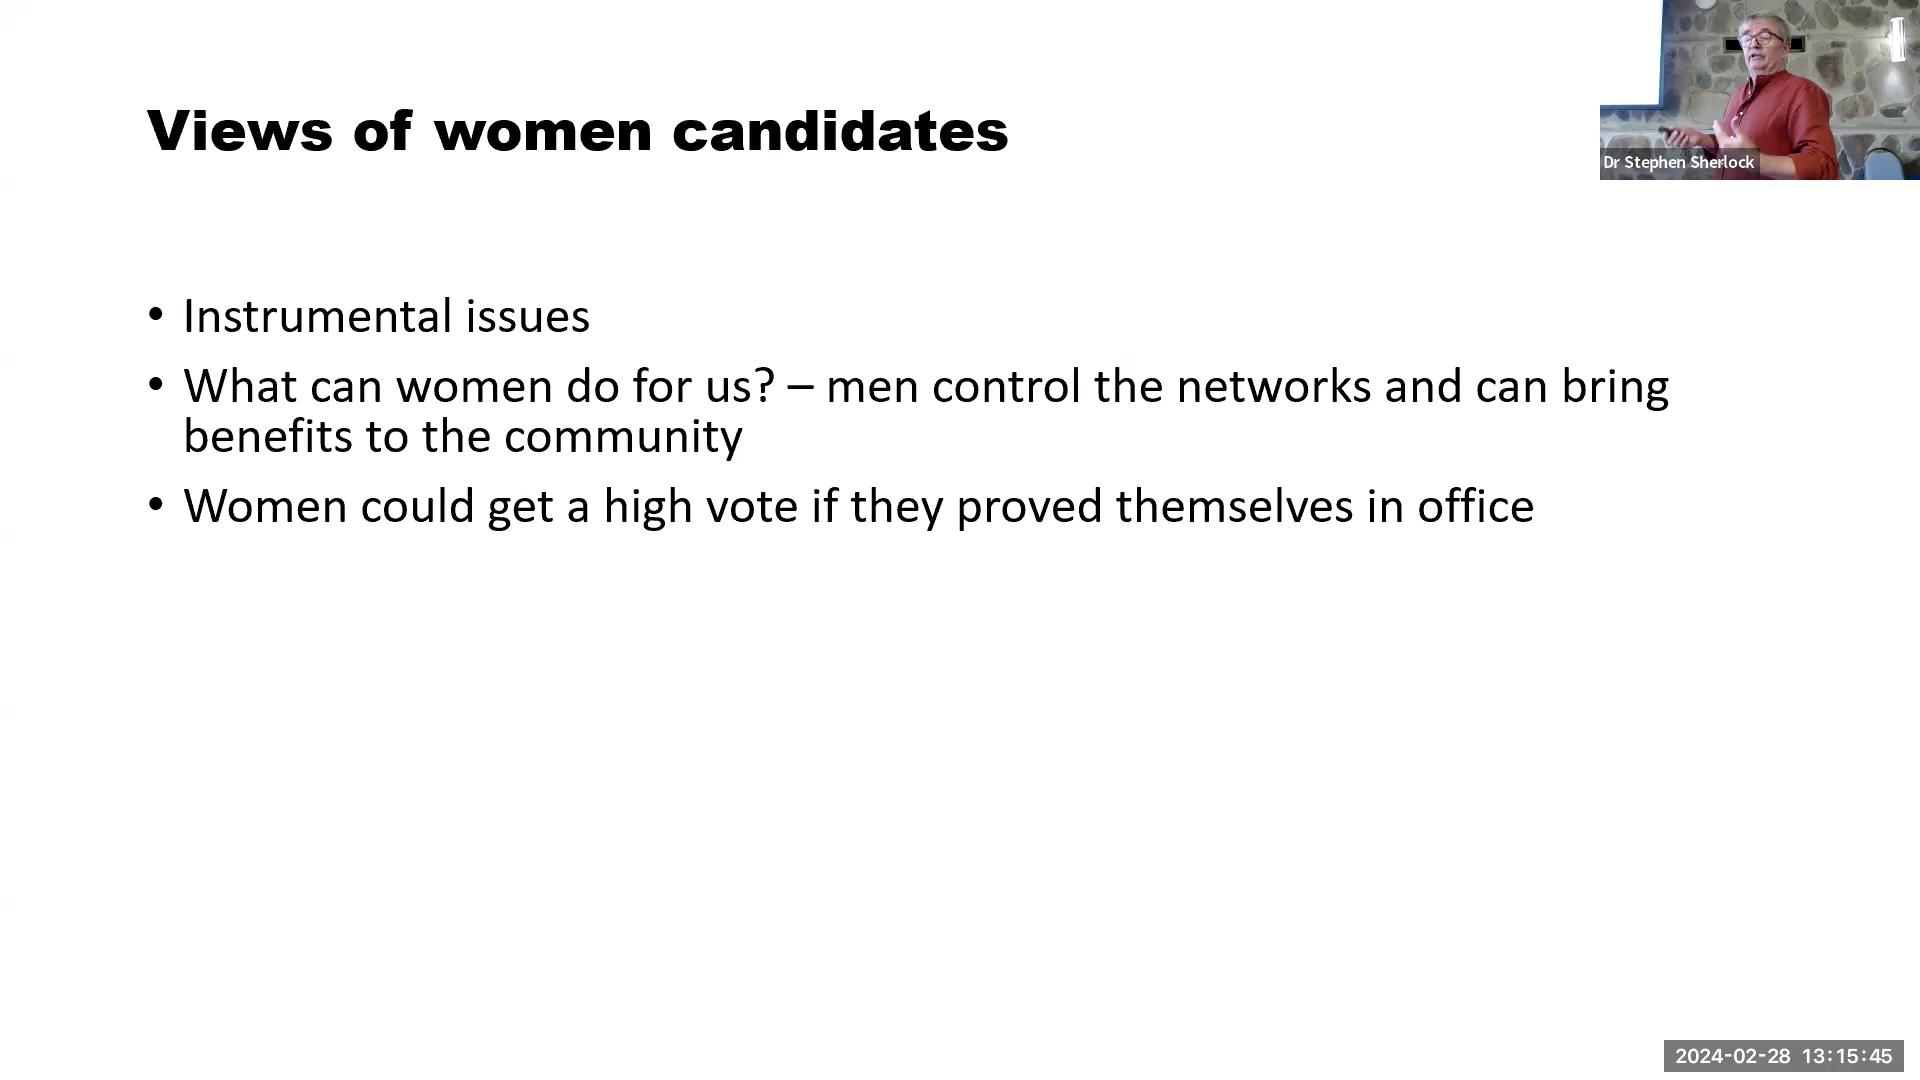 Views of women candidates
Dr Stephen Sherlock
• Instrumental issues
• What can women do for us? – men control the networks and can bring
benefits to the community
• Women could get a high vote if they proved themselves in office
2024-02-28 13:15:45